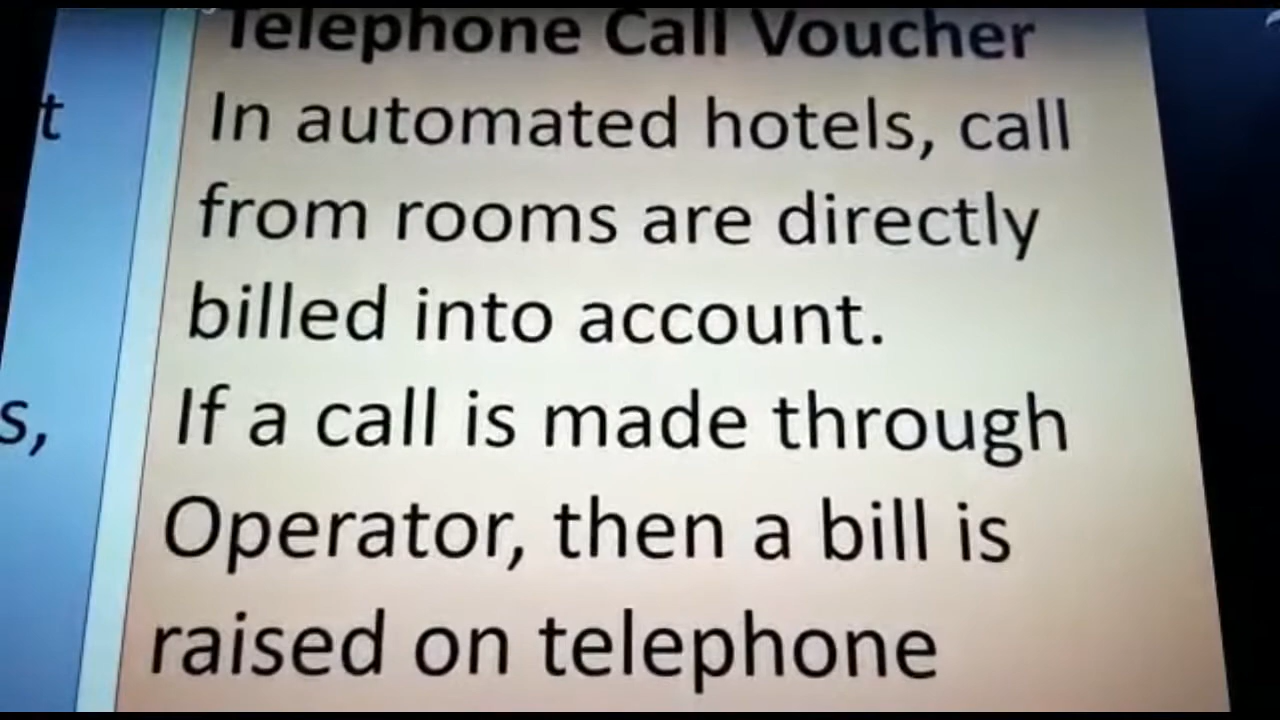 Telephone Call Voucher
In automated hotels, call
from rooms are directly
billed into account.
If a call is made through
Operator, then a bill is
raised on telephone
t
s,